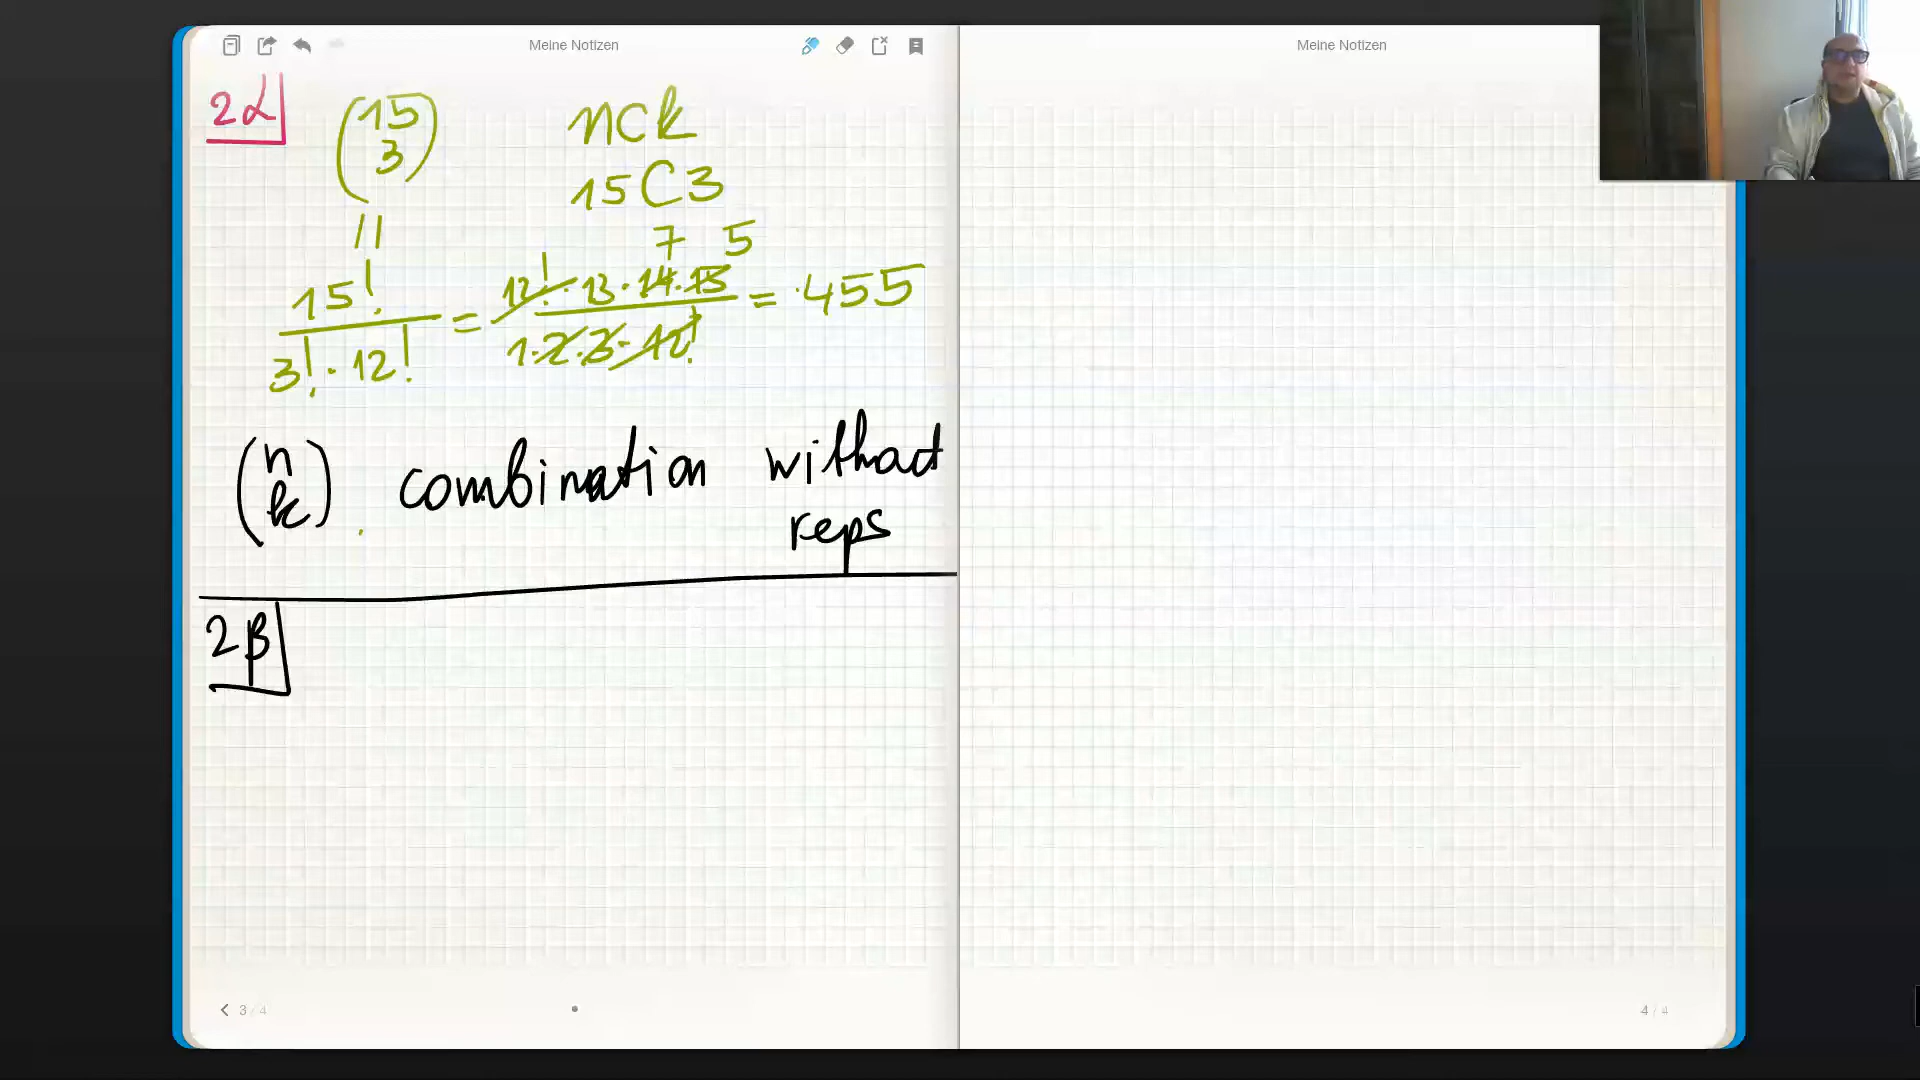 Meine Notizen
Meine Notizen
2α
(15 3)
nCk
15C3
=
7 5
15! / 3! · 12! = 12! · 13 · 14 · 15 / 1 · 2 · 3 · 12! = 455
(n k) combination without
reps
2β
3 / 4
4 / 4